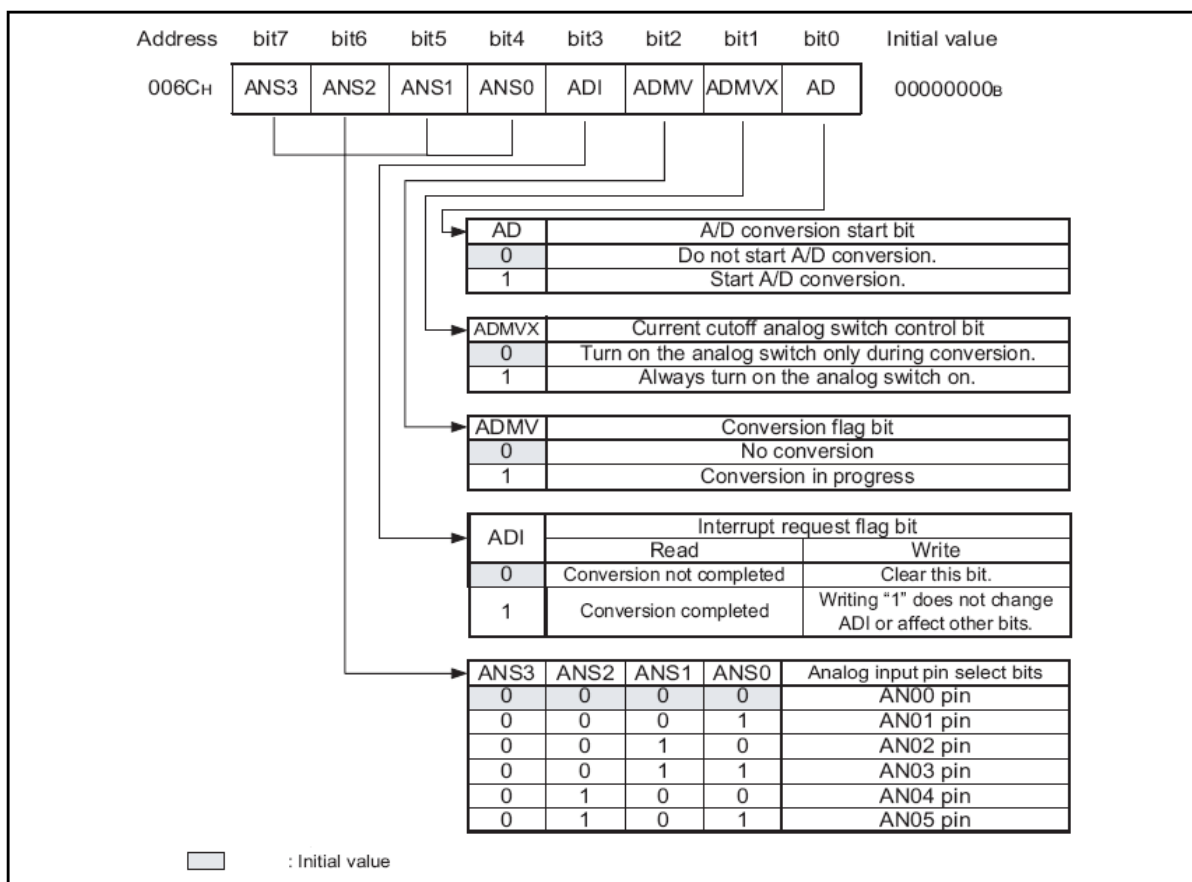 Address bit7 bit6 bit5 bit4 bit3 bit2 bit1 bit0 Initial value
006CH ANS3 ANS2 ANS1 ANS0 ADI ADMV ADMVX AD 00000000B
AD A/D conversion start bit
0 Do not start A/D conversion.
1 Start A/D conversion.
ADMVX Current cutoff analog switch control bit
0 Turn on the analog switch only during conversion.
1 Always turn on the analog switch on.
ADMV Conversion flag bit
0 No conversion
1 Conversion in progress
ADI Interrupt request flag bit
Read Write
0 Conversion not completed Clear this bit.
1 Conversion completed Writing “1” does not change
ADI or affect other bits.
ANS3 ANS2 ANS1 ANS0 Analog input pin select bits
0 0 0 0 AN00 pin
0 0 0 1 AN01 pin
0 0 1 0 AN02 pin
0 0 1 1 AN03 pin
0 1 0 0 AN04 pin
0 1 0 1 AN05 pin
: Initial value